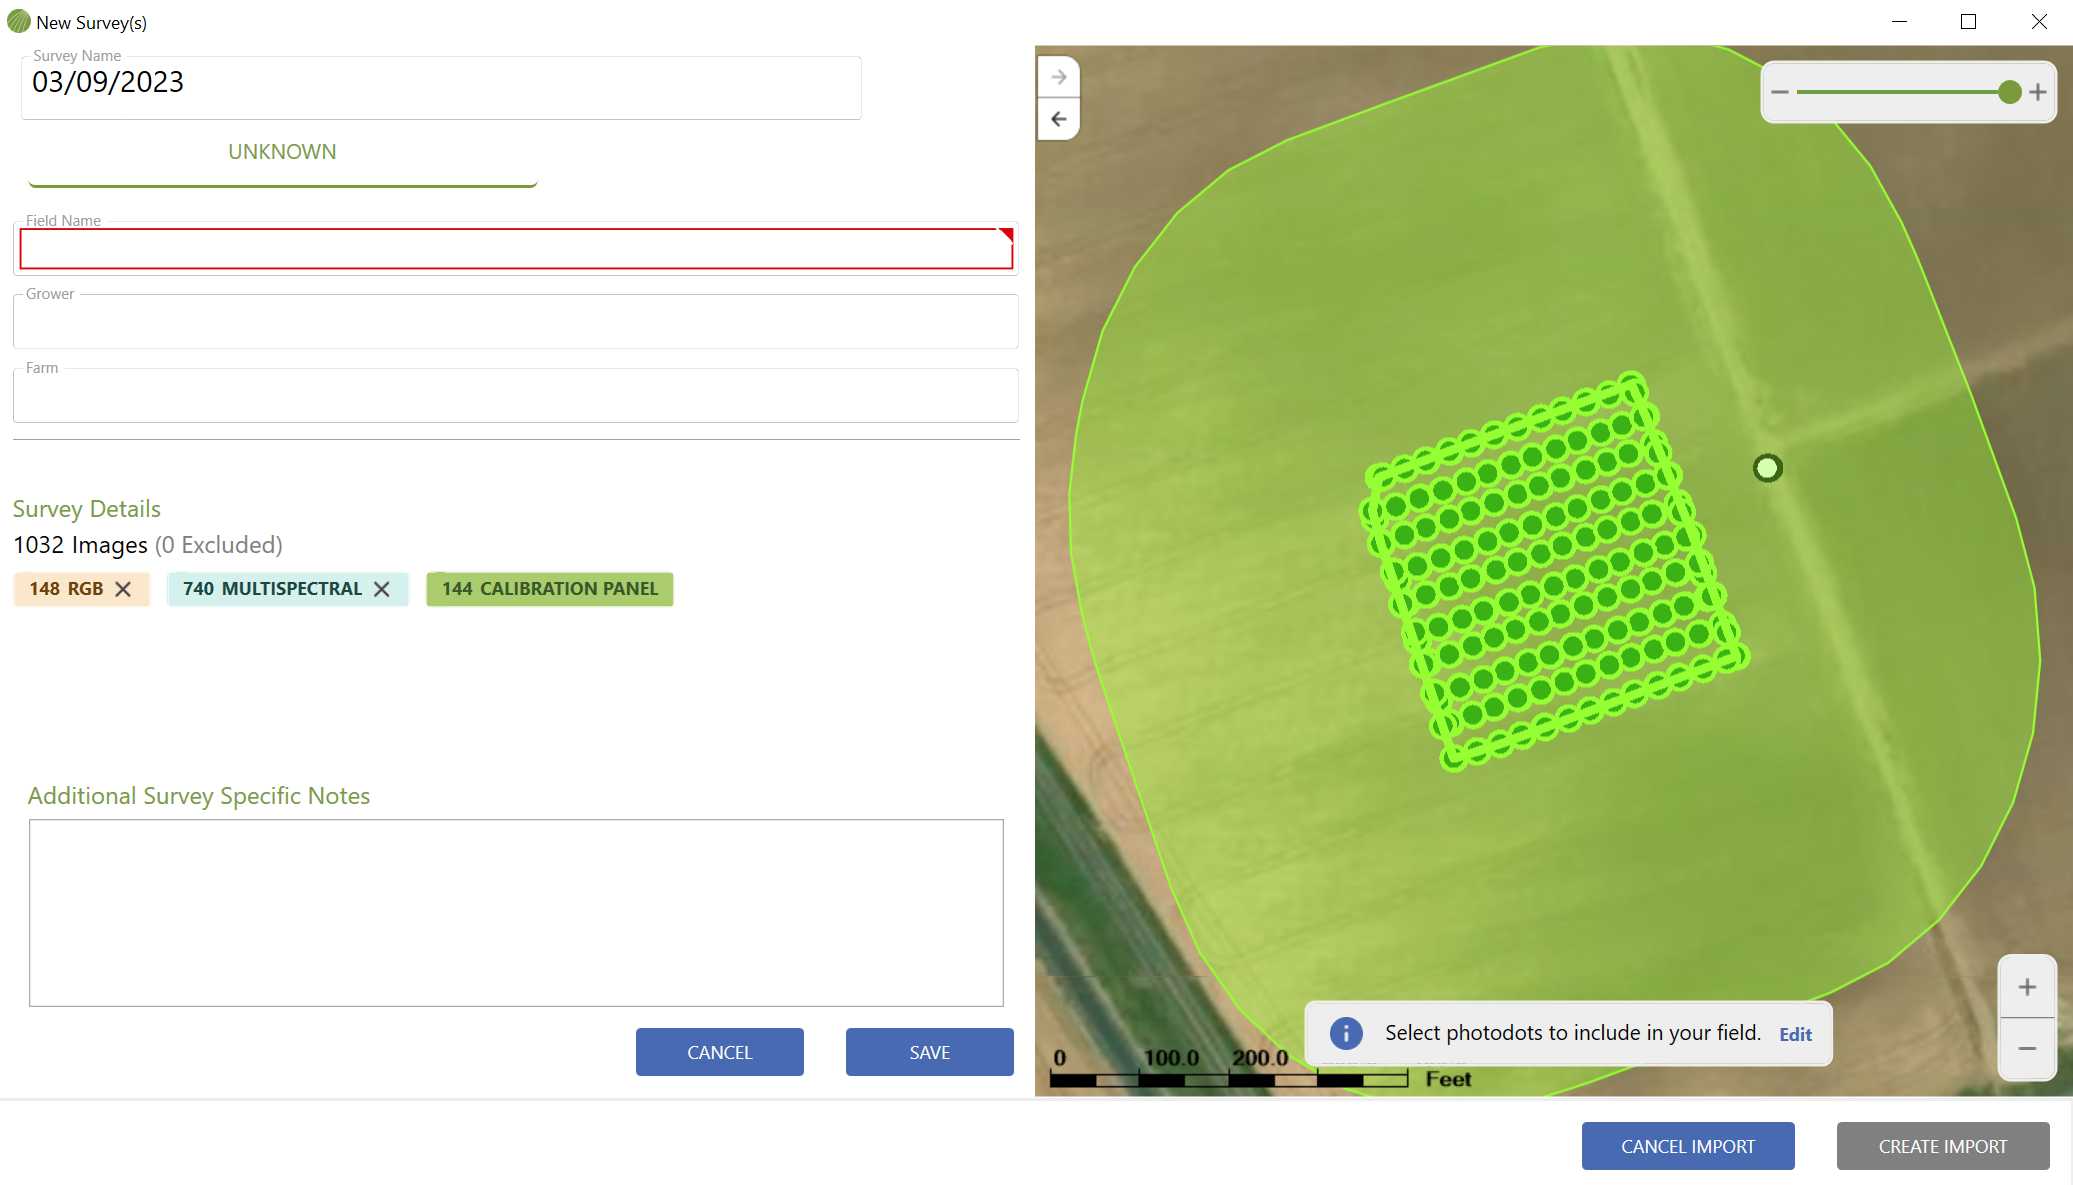 New Survey(s)
Survey Name
03/09/2023
UNKNOWN
Field Name
Grower
Farm
Survey Details
1032 Images (0 Excluded)
148 RGB
740 MULTISPECTRAL
144 CALIBRATION PANEL
Additional Survey Specific Notes
CANCEL
SAVE
Select photodots to include in your field. Edit
0 100.0 200.0
Feet
CANCEL IMPORT
CREATE IMPORT